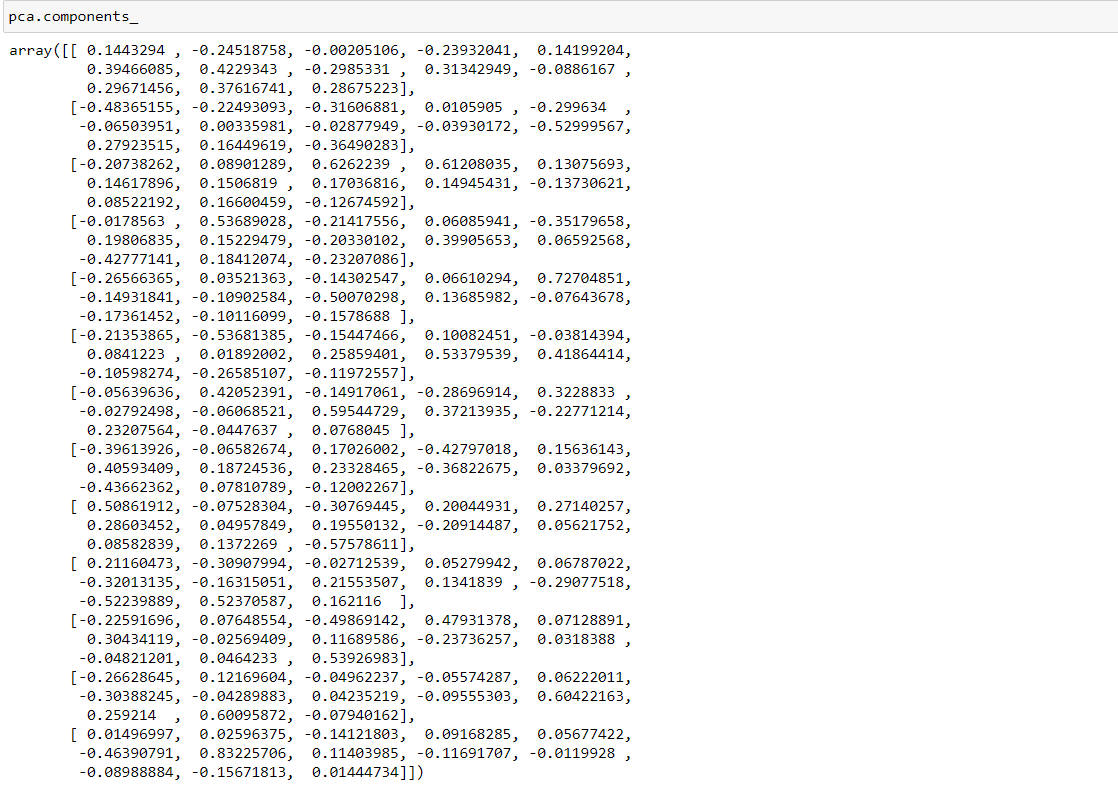 pca.components_
array([[ 0.1443294 , -0.24518758, -0.00205106, -0.23932041,  0.14199204,
         0.39466085,  0.4229343 , -0.2985331 ,  0.31342949, -0.0886167 ,
         0.29671456,  0.37616741,  0.28675223],
       [-0.48365155, -0.22493093, -0.31606881,  0.0105905 , -0.299634  ,
        -0.06503951,  0.00335981, -0.02877949, -0.03930172, -0.52999567,
         0.27923515,  0.16449619, -0.36490283],
       [-0.20738262,  0.08901289,  0.6262239 ,  0.61208035,  0.13075693,
         0.14617896,  0.1506819 ,  0.17036816,  0.14945431, -0.13730621,
         0.08522192,  0.16600459, -0.12674592],
       [-0.0178563 ,  0.53689028, -0.21417556,  0.06085941, -0.35179658,
         0.19806835,  0.15229479, -0.20330102,  0.39905653,  0.06592568,
        -0.42777141,  0.18412074, -0.23207086],
       [-0.26566365,  0.03521363, -0.14302547,  0.06610294,  0.72704851,
        -0.14931841, -0.10902584, -0.50070298,  0.13685982, -0.07643678,
        -0.17361452, -0.10116099, -0.1578688 ],
       [-0.21353865, -0.53681385, -0.15447466,  0.10082451, -0.03814394,
         0.0841223 ,  0.01892002,  0.25859401,  0.53379539,  0.41864414,
        -0.10598274, -0.26585107, -0.11972557],
       [-0.05639636,  0.42052391, -0.14917061, -0.28696914,  0.3228833 ,
        -0.02792498, -0.06068521,  0.59544729,  0.37213935, -0.22771214,
         0.23207564, -0.0447637 ,  0.0768045 ],
       [-0.39613926, -0.06582674,  0.17026002, -0.42797018,  0.15636143,
         0.40593409,  0.18724536,  0.23328465, -0.36822675,  0.03379692,
        -0.43662362,  0.07810789, -0.12002267],
       [ 0.50861912, -0.07528304, -0.30769445,  0.20044931,  0.27140257,
         0.28603452,  0.04957849,  0.19550132, -0.20914487,  0.05621752,
         0.08582839,  0.1372269 , -0.57578611],
       [ 0.21160473, -0.30907994, -0.02712539,  0.05279942,  0.06787022,
        -0.32013135, -0.16315051,  0.21553507,  0.1341839 , -0.29077518,
        -0.52239889,  0.52370587,  0.162116  ],
       [-0.22591696,  0.07648554, -0.49869142,  0.47931378,  0.07128891,
         0.30434119, -0.02569409,  0.11689586, -0.23736257,  0.0318388 ,
        -0.04821201,  0.0464233 ,  0.53926983],
       [-0.26628645,  0.12169604, -0.04962237, -0.05574287,  0.06222011,
        -0.30388245, -0.04289883,  0.04235219, -0.09555303,  0.60422163,
         0.259214  ,  0.60095872, -0.07940162],
       [ 0.01496997,  0.02596375, -0.14121803,  0.09168285,  0.05677422,
        -0.46390791,  0.83225706,  0.11403985, -0.11691707, -0.0119928 ,
        -0.08988884, -0.15671813,  0.01444734]])